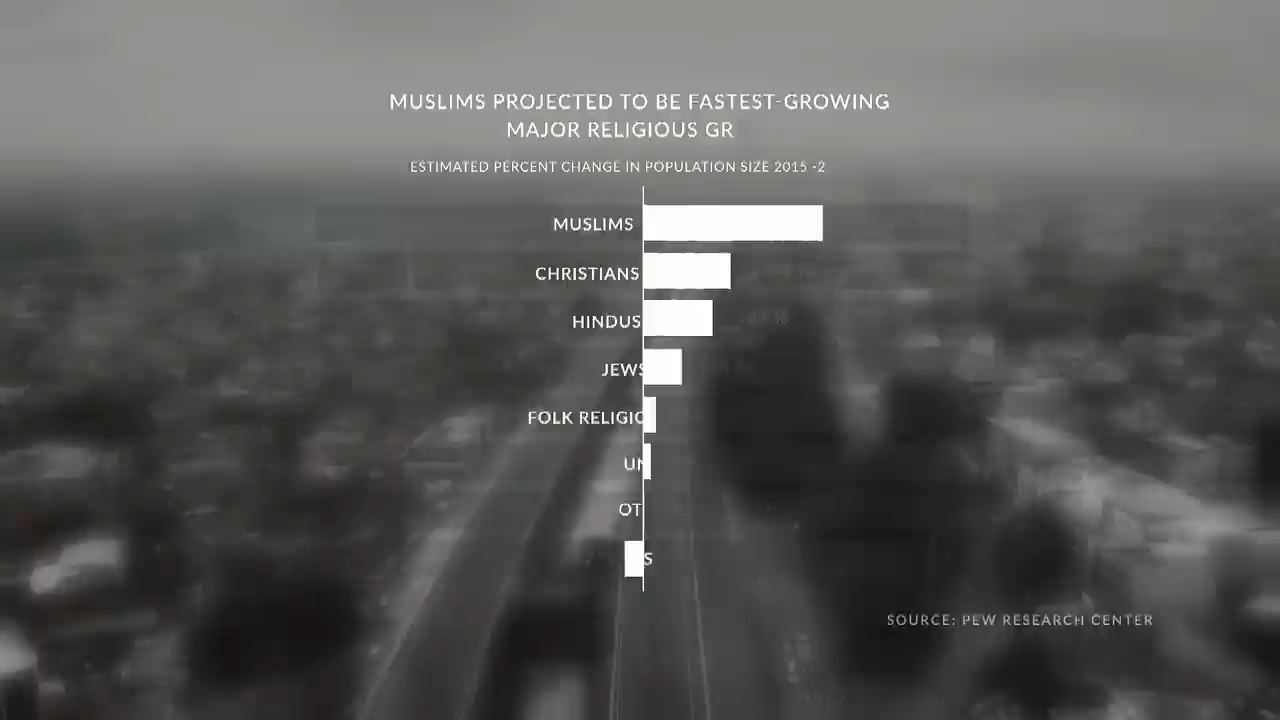 MUSLIMS PROJECTED TO BE FASTEST-GROWING
MAJOR RELIGIOUS GR
ESTIMATED PERCENT CHANGE IN POPULATION SIZE 2015 -2
MUSLIMS
CHRISTIANS
HINDUS
JEWS
FOLK RELIGIO
UN
OT
S
SOURCE: PEW RESEARCH CENTER